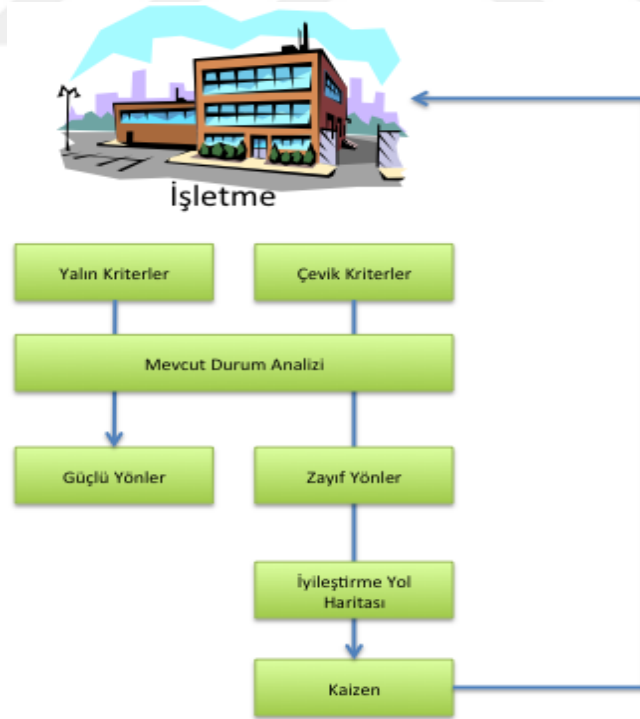 İşletme
Yalın Kriterler
Çevik Kriterler
Mevcut Durum Analizi
Güçlü Yönler
Zayıf Yönler
İyileştirme Yol
Haritası
Kaizen